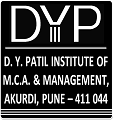 DYP
D. Y. PATIL INSTITUTE OF
M.C.A. & MANAGEMENT,
AKURDI, PUNE – 411 044